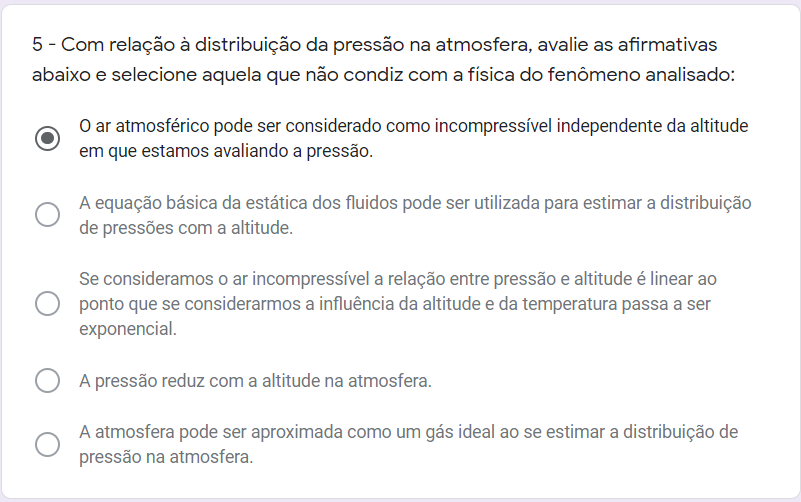 5 - Com relação à distribuição da pressão na atmosfera, avalie as afirmativas
abaixo e selecione aquela que não condiz com a física do fenômeno analisado:
O ar atmosférico pode ser considerado como incompressível independente da altitude
em que estamos avaliando a pressão.
A equação básica da estática dos fluidos pode ser utilizada para estimar a distribuição
de pressões com a altitude.
Se consideramos o ar incompressível a relação entre pressão e altitude é linear ao
ponto que se considerarmos a influência da altitude e da temperatura passa a ser
exponencial.
A pressão reduz com a altitude na atmosfera.
A atmosfera pode ser aproximada como um gás ideal ao se estimar a distribuição de
pressão na atmosfera.